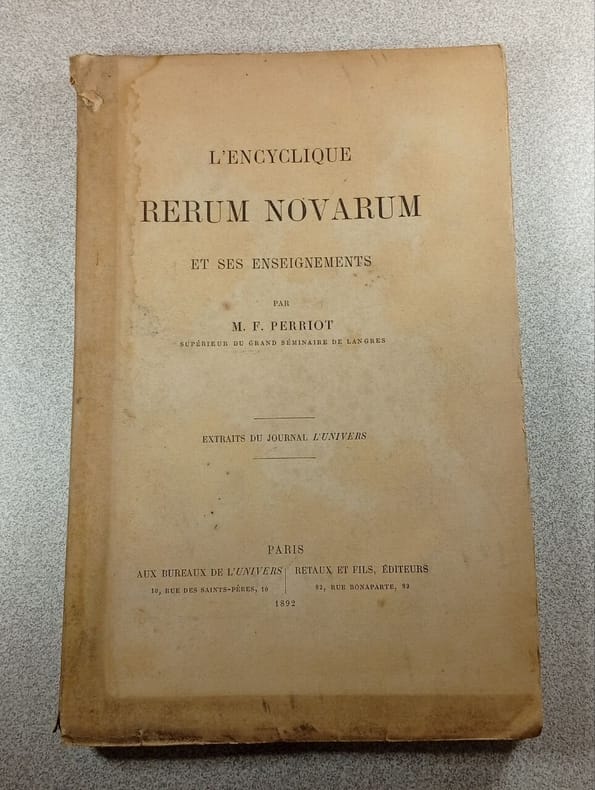 L'ENCYCLIQUE
RERUM NOVARUM
ET SES ENSEIGNEMENTS
PAR
M. F. PERRIOT
SUPÉRIEUR DU GRAND SÉMINAIRE DE LANGRES
EXTRAITS DU JOURNAL L'UNIVERS
PARIS
AUX BUREAUX DE L'UNIVERS
10, RUE DES SAINTS-PÈRES, 10
RETAUX ET FILS, ÉDITEURS
82, RUE BONAPARTE, 82
1892